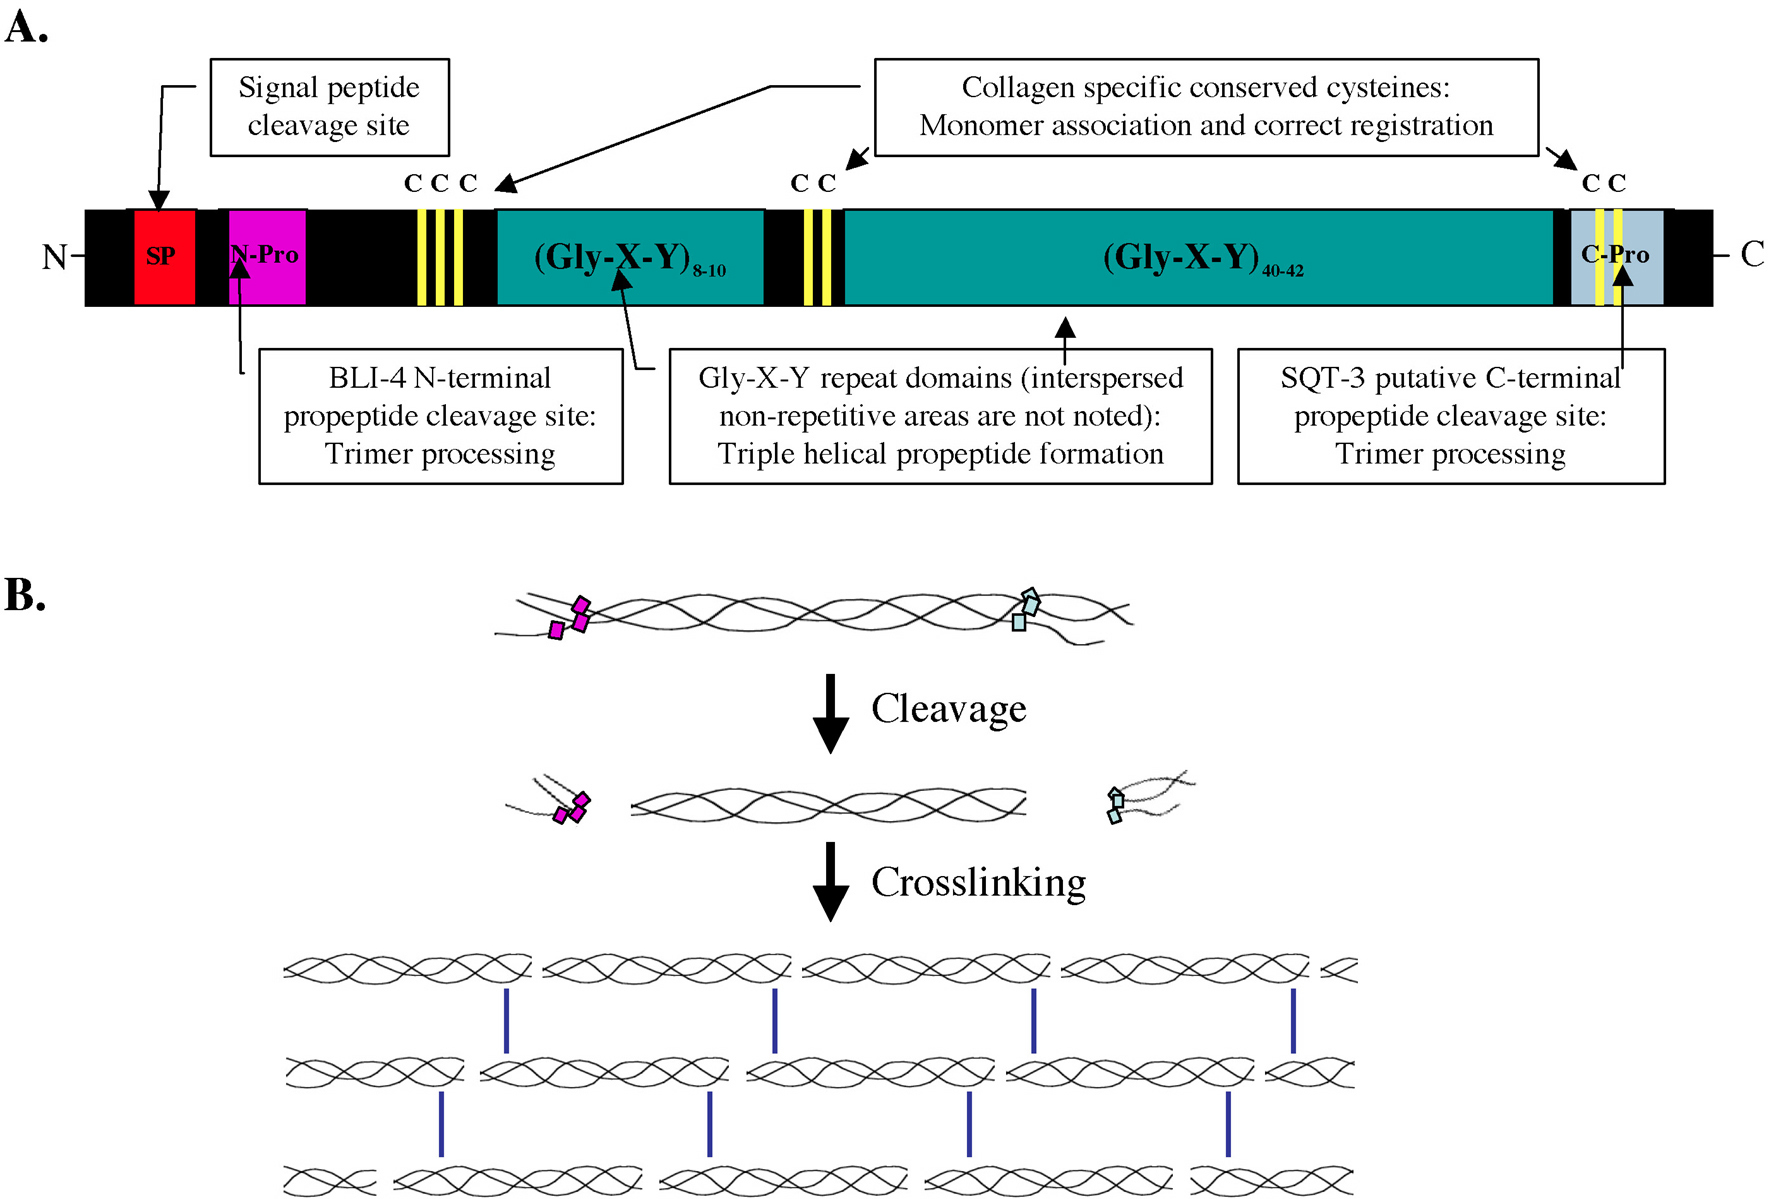 A.
Signal peptide
cleavage site
Collagen specific conserved cysteines:
Monomer association and correct registration
C C C
C C
C C
N
SP
N-Pro
(Gly-X-Y)8-10
(Gly-X-Y)40-42
C-Pro
C
BLI-4 N-terminal
propeptide cleavage site:
Trimer processing
Gly-X-Y repeat domains (interspersed
non-repetitive areas are not noted):
Triple helical propeptide formation
SQT-3 putative C-terminal
propeptide cleavage site:
Trimer processing
B.
Cleavage
Crosslinking